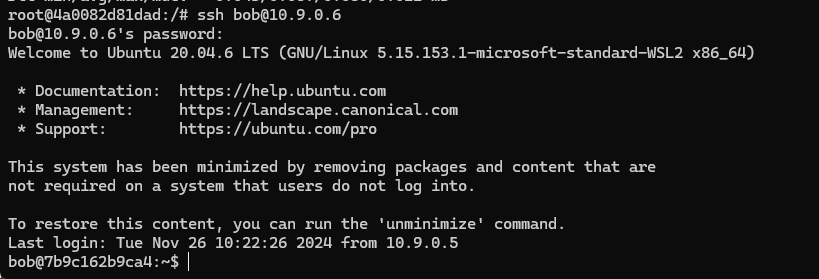 root@4a0082d81dad:/# ssh bob@10.9.0.6
bob@10.9.0.6's password:
Welcome to Ubuntu 20.04.6 LTS (GNU/Linux 5.15.153.1-microsoft-standard-WSL2 x86_64)
* Documentation:  https://help.ubuntu.com
* Management:     https://landscape.canonical.com
* Support:        https://ubuntu.com/pro
This system has been minimized by removing packages and content that are
not required on a system that users do not log into.
To restore this content, you can run the 'unminimize' command.
Last login: Tue Nov 26 10:22:26 2024 from 10.9.0.5
bob@7b9c162b9ca4:~$